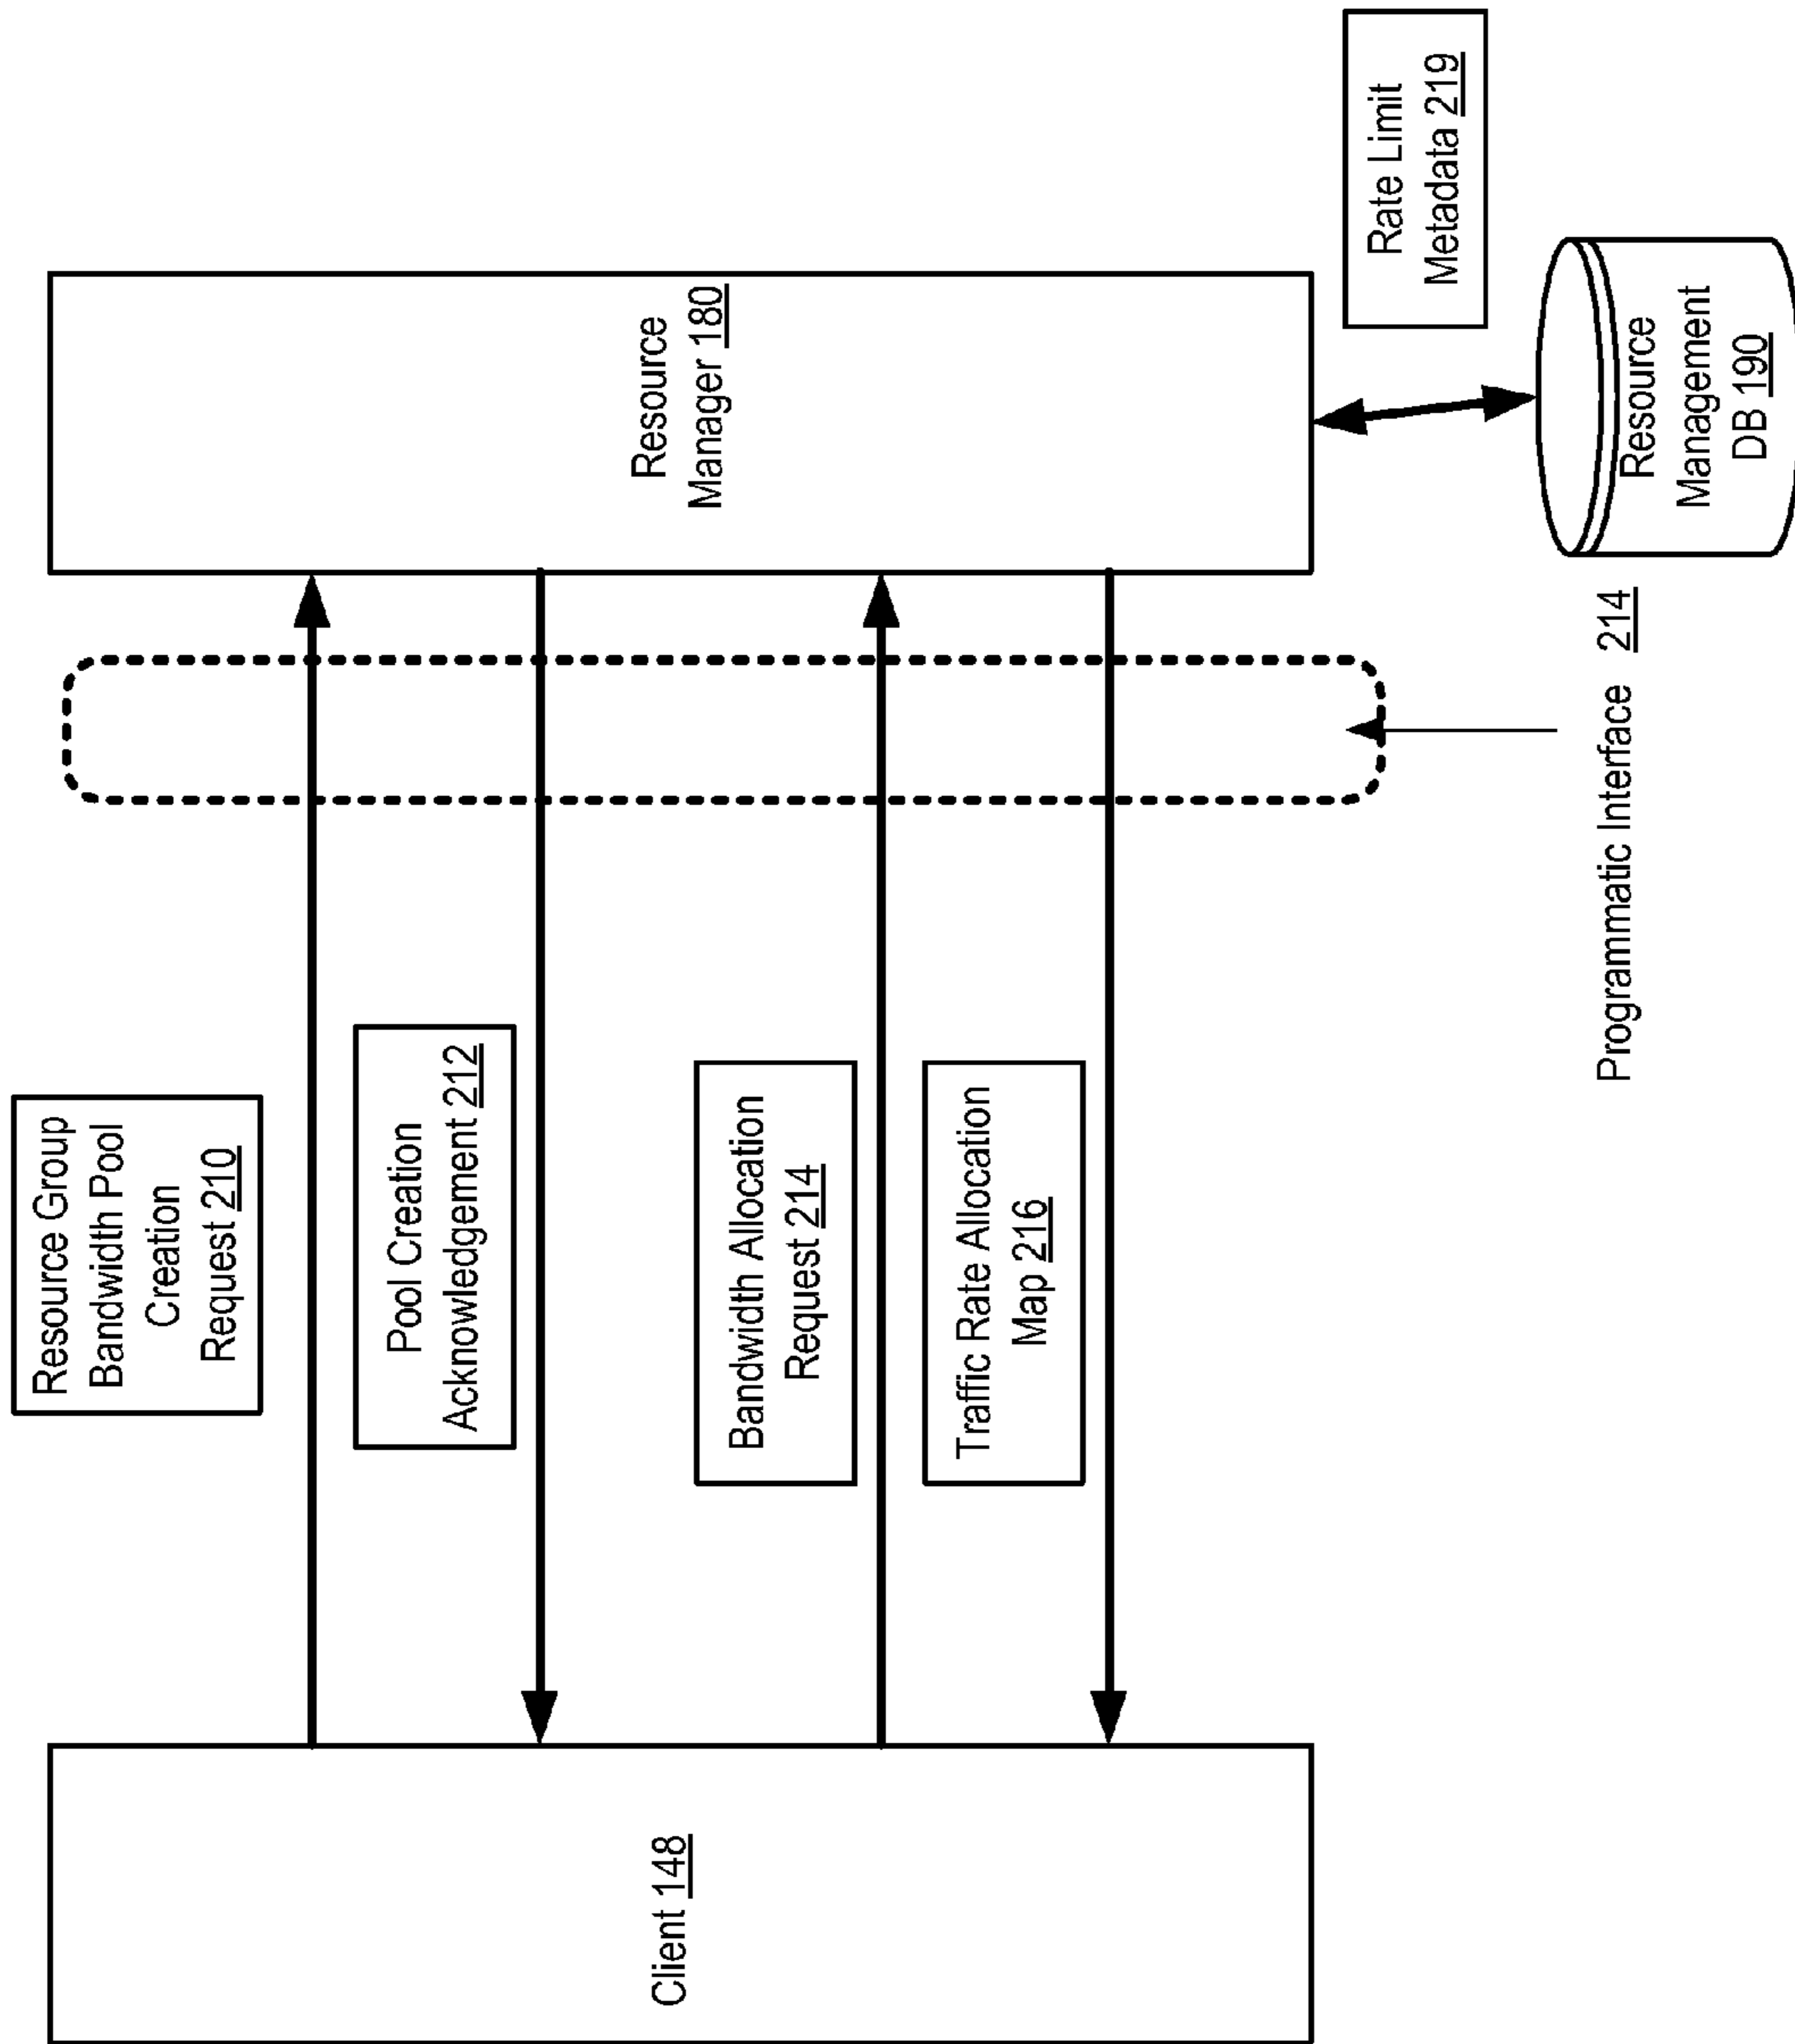 Resource Group
Bandwidth Pool
Creation
Request 210
Pool Creation
Acknowledgement 212
Bandwidth Allocation
Request 214
Traffic Rate Allocation
Map 216
Client 148
Resource
Manager 180
Programmatic Interface 214
Rate Limit
Metadata 219
Resource
Management
DB 190